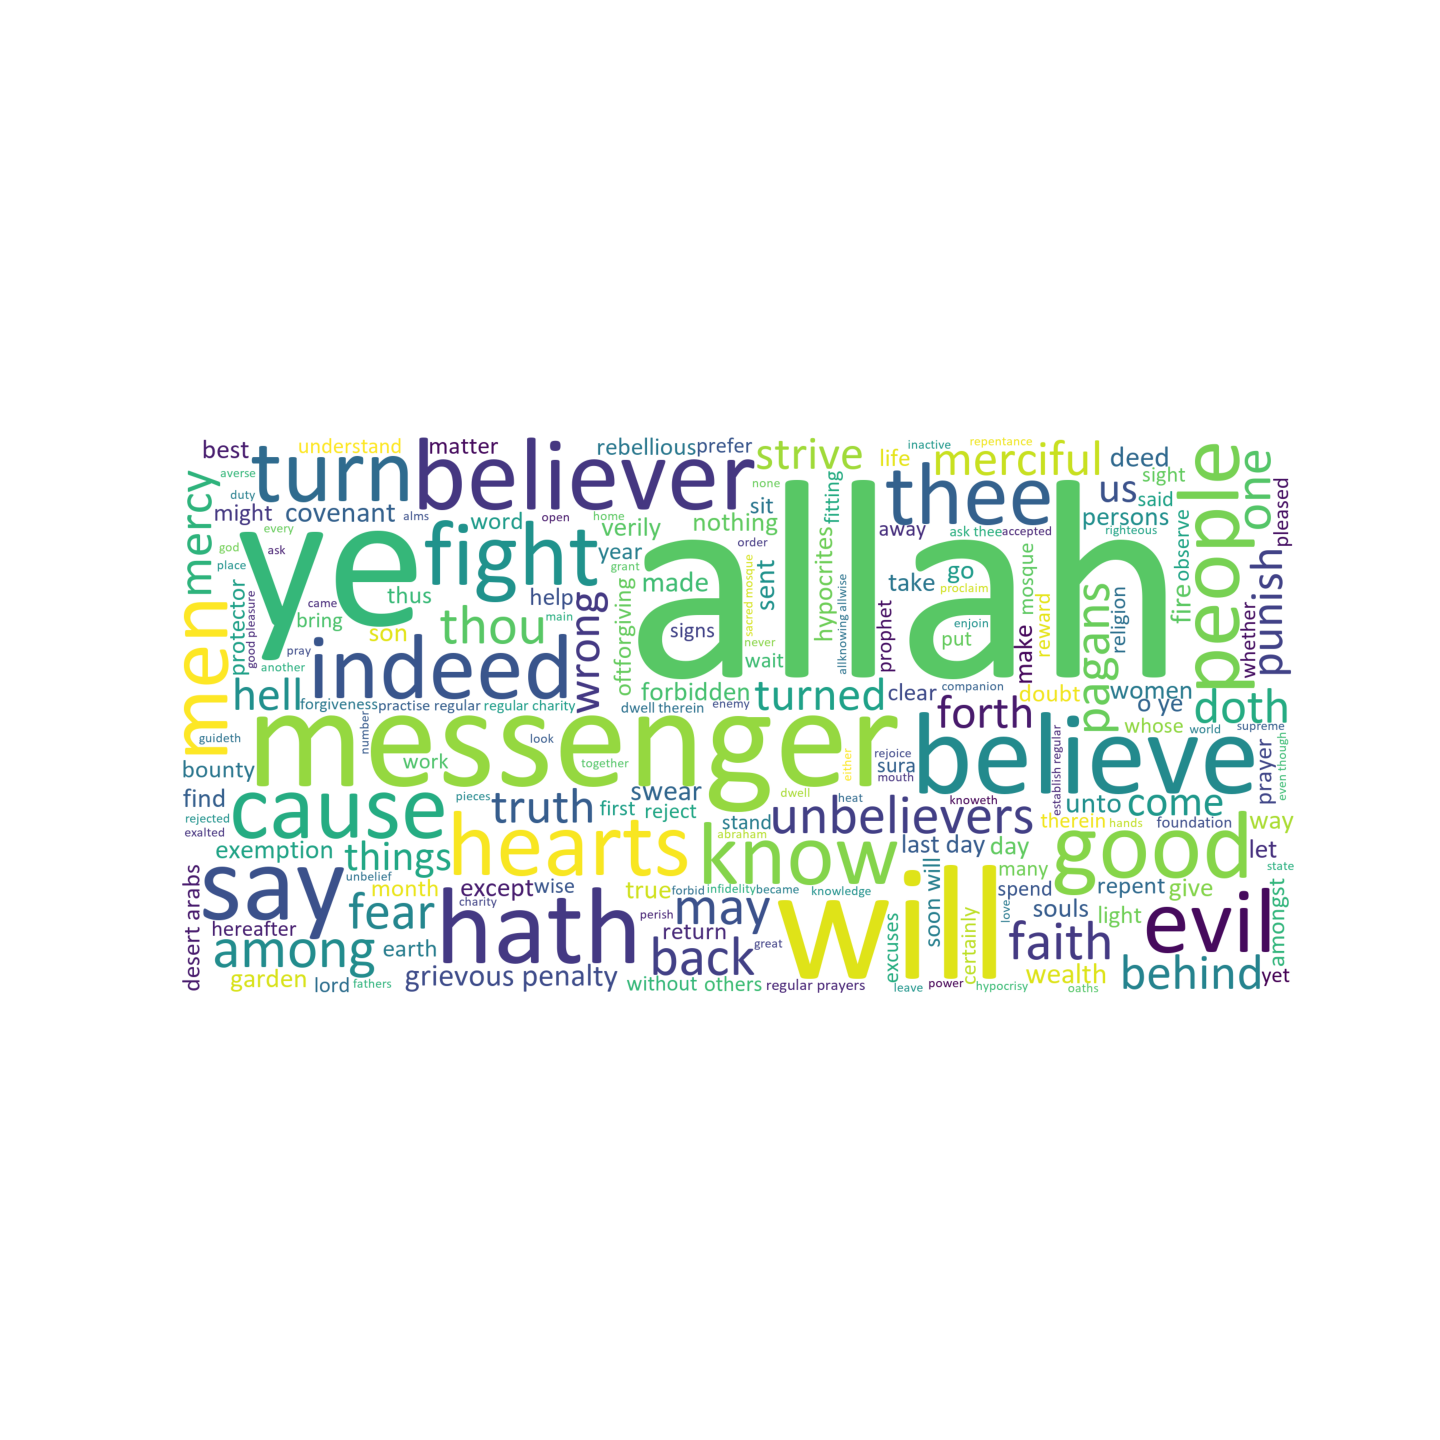 best
understand
turn
believer
matter
rebellious
prefer
strive
life
inactive
repentance
merciful
deed
sight
people
one
averse
mercy
duty
might
covenant
alms
word
open
home
verily
nothing
none
sit
fitting
thee
us
said
persons
pleased
every
god
ask
place
ye
fight
year
grant
order
allah
away
ask thee
accepted
righteous
observe
fire
thus
help
made
sent
hypocrites
take
go
proclaim
mosque
punish
men
protector
good pleasure
came
bring
son
thou
main
wrong
oftforgiving
signs
sacred mosque
never
wait
allknowing allwise
prophet
enjoin
put
make
reward
pagans
religion
whether
pray
another
indeed
hell
forgiveness
practise regular
regular charity
forbidden
dwell therein
enemy
turned
clear
companion
doubt
women
o ye
doth
guideth
number
messenger
look
work
together
either
forth
believe
whose
world
supreme
rejoice
sura
mouth
establish regular
prayer
even though
bounty
find
rejected
exalted
cause
pieces
truth
first
swear
reject
dwell
heat
knoweth
unto
come
stand
unbelievers
therein
hands
foundation
way
exemption
things
hearts
know
abraham
last day
day
good
let
say
unbelief
month
except
wise
true
forbid
infidelity
became
knowledge
many
spend
repent
give
state
desert arabs
hereafter
fear
charity
hath
perish
may
will
excuses
soon will
love
souls
light
evil
amongst
among
earth
return
back
great
certainly
faith
garden
lord
fathers
grievous penalty
without others
regular prayers
leave
power
hypocrisy
wealth
oaths
behind
yet